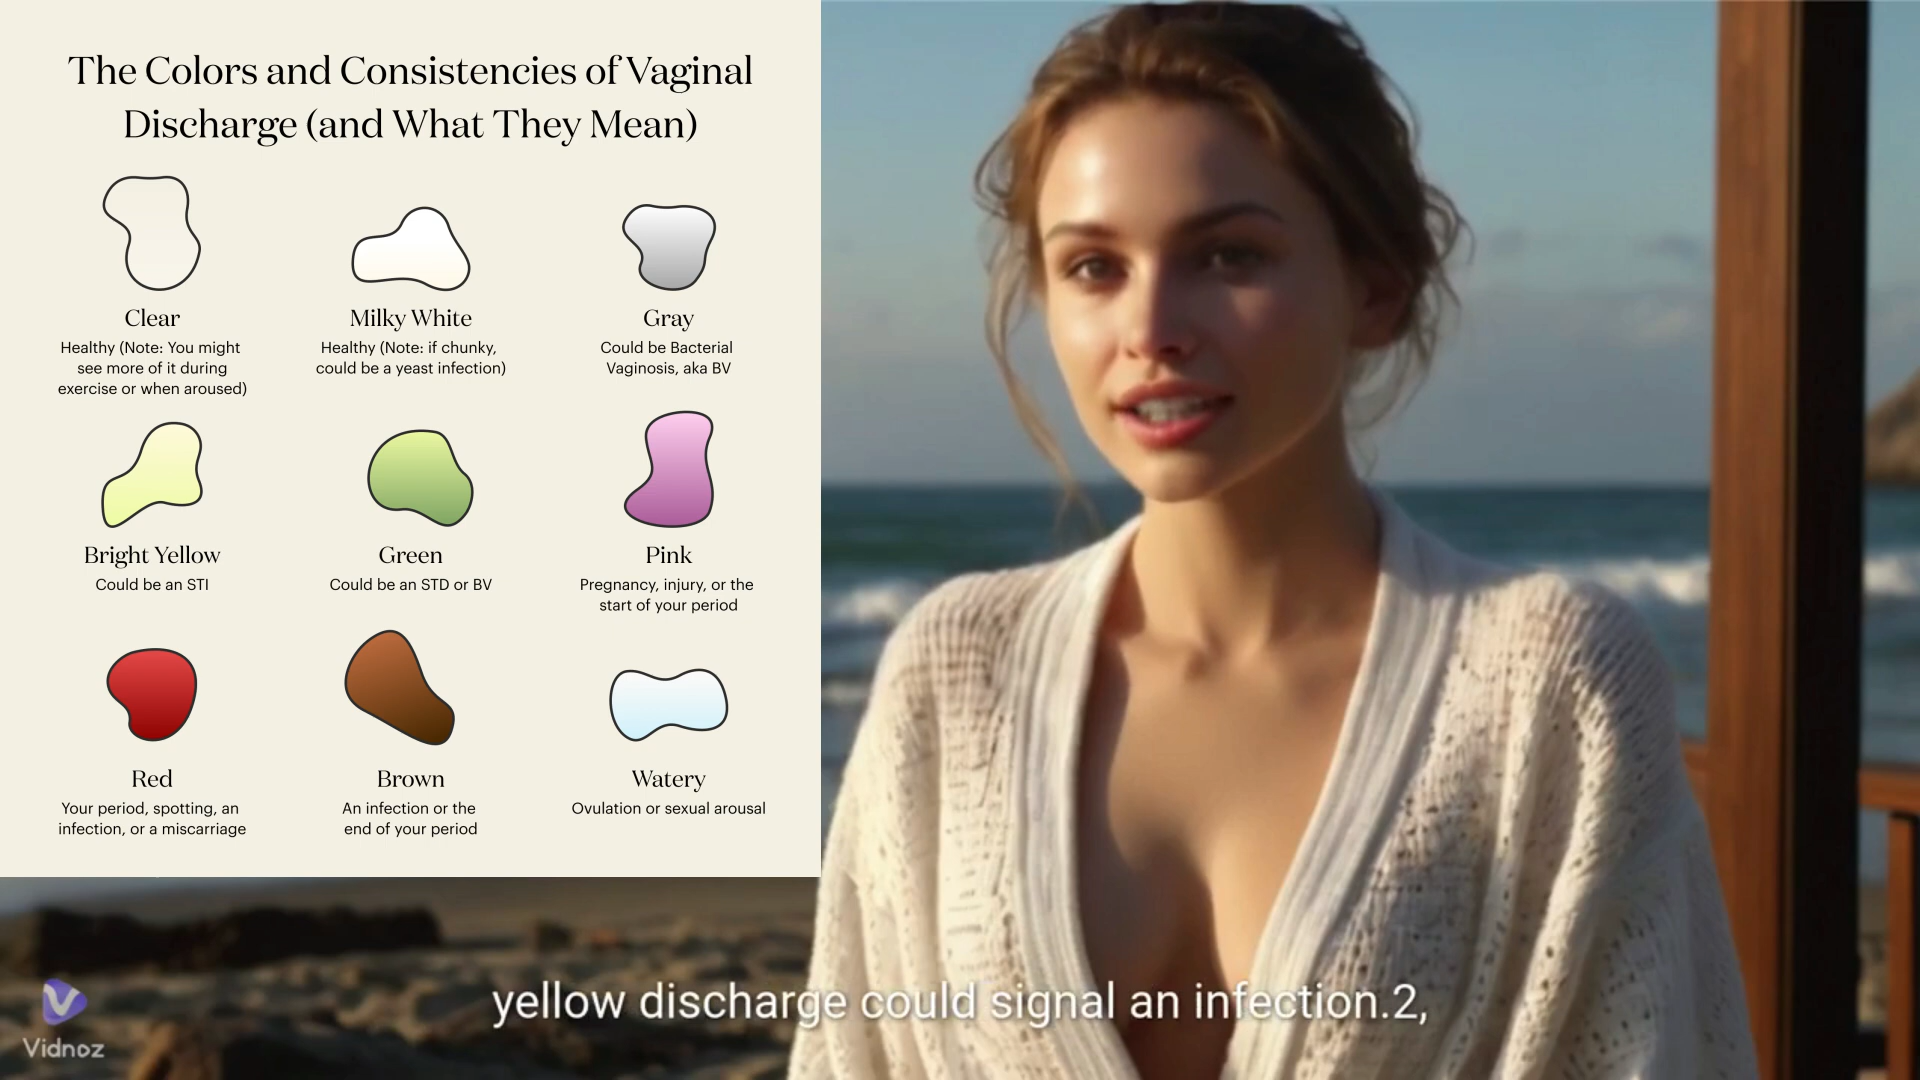 The Colors and Consistencies of Vaginal
Discharge (and What They Mean)
Clear
Healthy (Note: You might
see more of it during
exercise or when aroused)
Milky White
Healthy (Note: if chunky,
could be a yeast infection)
Gray
Could be Bacterial
Vaginosis, aka BV
Bright Yellow
Could be an STI
Green
Could be an STD or BV
Pink
Pregnancy, injury, or the
start of your period
Red
Your period, spotting, an
infection, or a miscarriage
Brown
An infection or the
end of your period
Watery
Ovulation or sexual arousal
yellow discharge could signal an infection.2,
Vidnoz